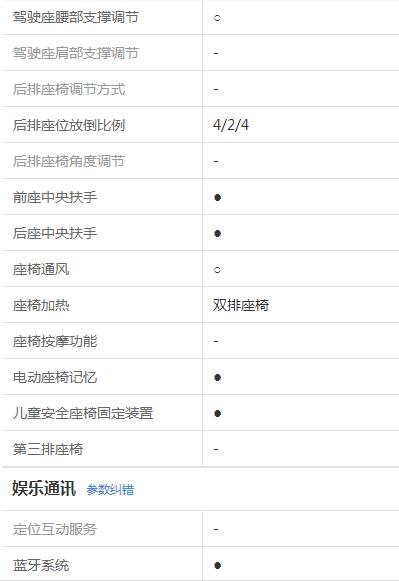 驾驶座腰部支撑调节 ○
驾驶座肩部支撑调节 -
后排座椅调节方式 -
后排座位放倒比例 4/2/4
后排座椅角度调节 -
前座中央扶手 ●
后座中央扶手 ●
座椅通风 ○
座椅加热 双排座椅
座椅按摩功能 -
电动座椅记忆 ●
儿童安全座椅固定装置 ●
第三排座椅 -
娱乐通讯 参数纠错
定位互动服务 -
蓝牙系统 ●